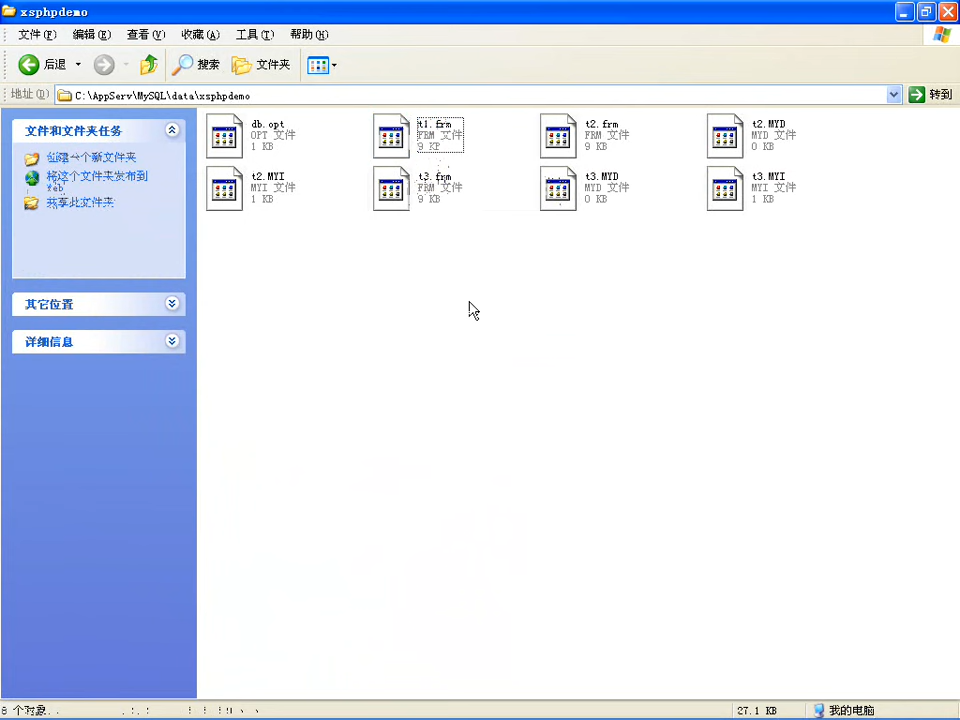 xsphpdemo
文件(F) 编辑(E) 查看(V) 收藏(A) 工具(T) 帮助(H)
后退 搜索 文件夹
地址(D) C:\AppServ\MySQL\data\xsphpdemo 转到
文件和文件夹任务
创建一个新文件夹
将这个文件夹发布到
Web
共享此文件夹
其它位置
详细信息
db.opt
OPT 文件
1 KB
t1.frm
FRM 文件
9 KB
t2.frm
FRM 文件
9 KB
t2.MYD
MYD 文件
0 KB
t2.MYI
MYI 文件
1 KB
t3.frm
FRM 文件
9 KB
t3.MYD
MYD 文件
0 KB
t3.MYI
MYI 文件
1 KB
8 个对象 27.1 KB 我的电脑